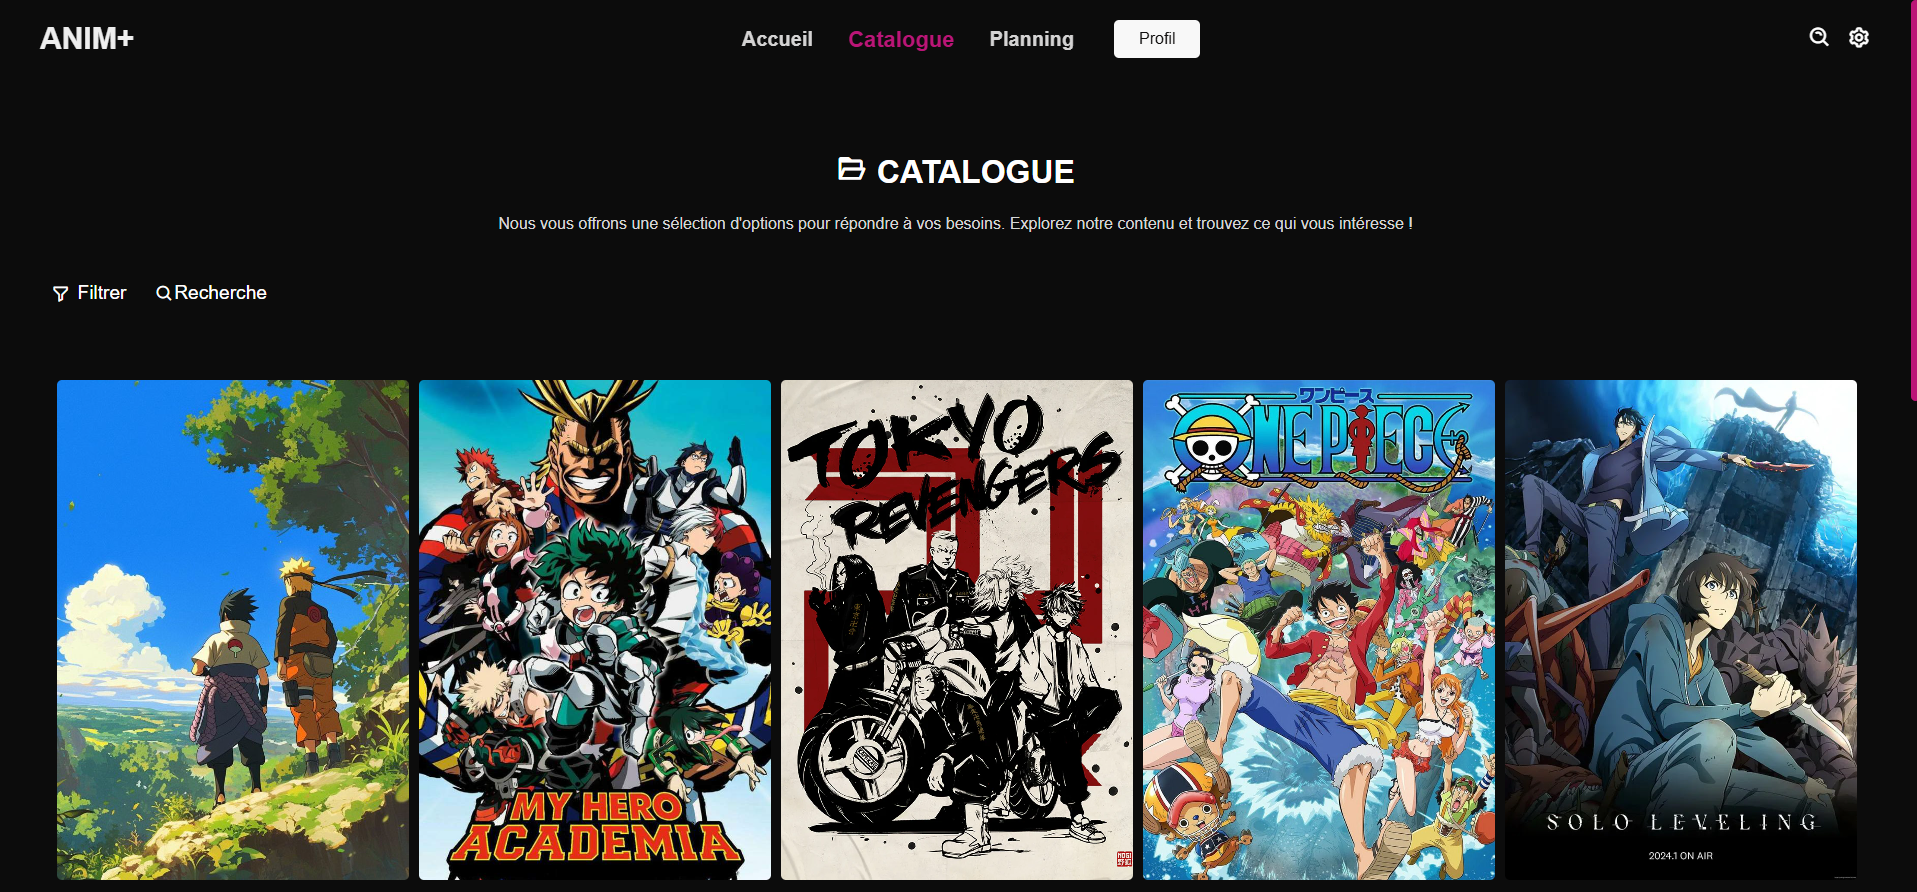 ANIM+
Accueil Catalogue Planning Profil
CATALOGUE
Nous vous offrons une sélection d'options pour répondre à vos besoins. Explorez notre contenu et trouvez ce qui vous intéresse !
Filtrer Recherche
MY HERO
ACADEMIA
TOKYO
REVENGERS
ワンピース
ONE PIECE
SOLO LEVELING
2024.1 ON AIR